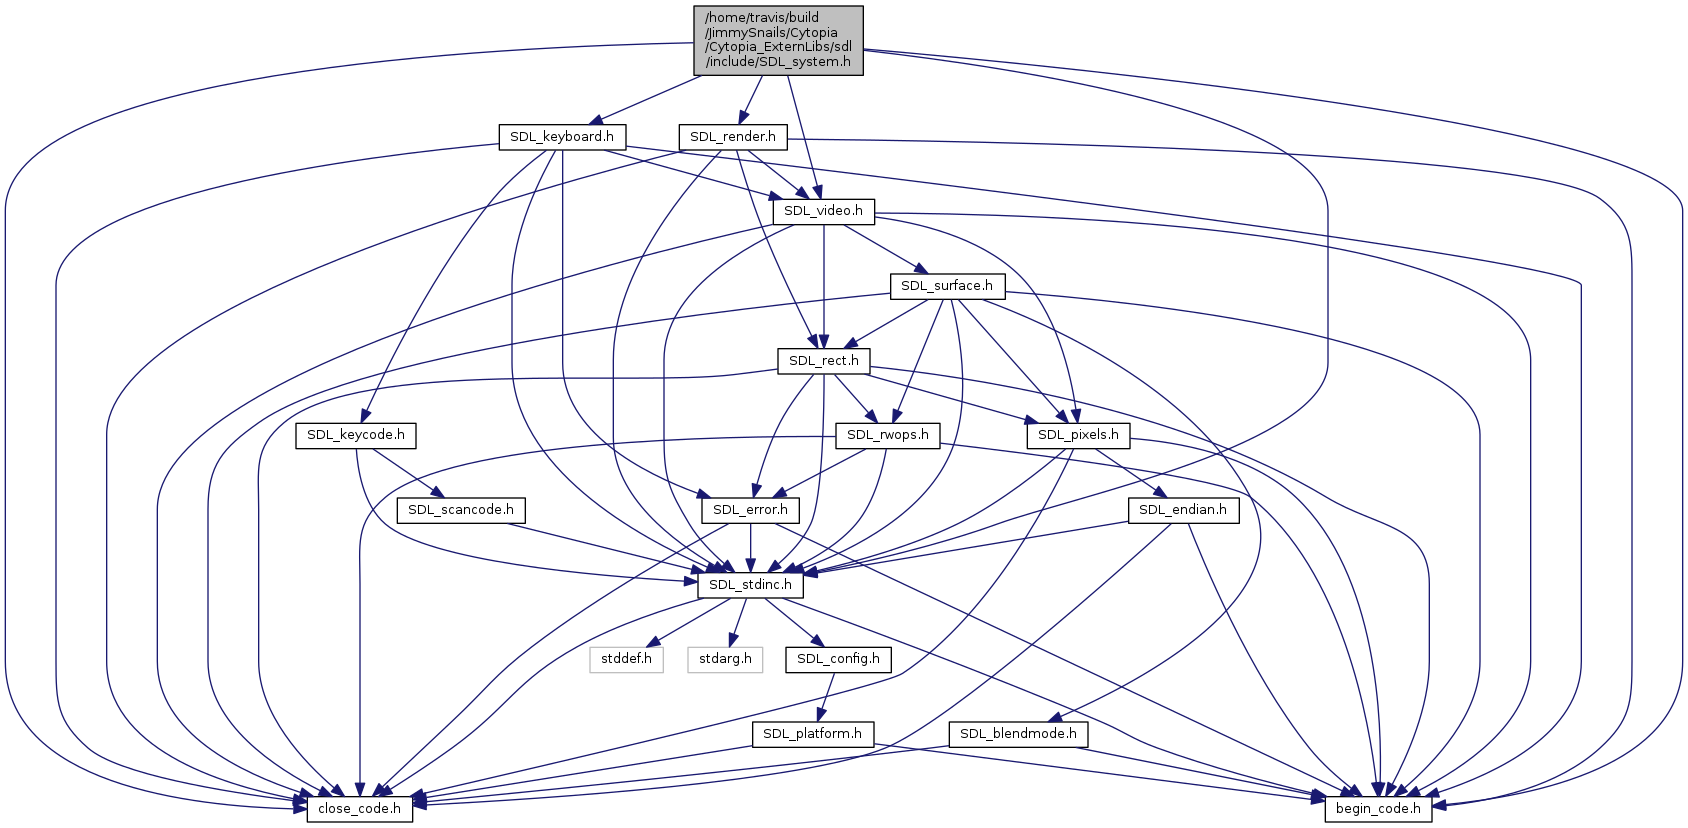 /home/travis/build
/JimmySnails/Cytopia
/Cytopia_ExternLibs/sdl
/include/SDL_system.h
SDL_keyboard.h
SDL_render.h
SDL_video.h
SDL_surface.h
SDL_rect.h
SDL_keycode.h
SDL_rwops.h
SDL_pixels.h
SDL_scancode.h
SDL_error.h
SDL_endian.h
SDL_stdinc.h
stddef.h
stdarg.h
SDL_config.h
SDL_platform.h
SDL_blendmode.h
close_code.h
begin_code.h